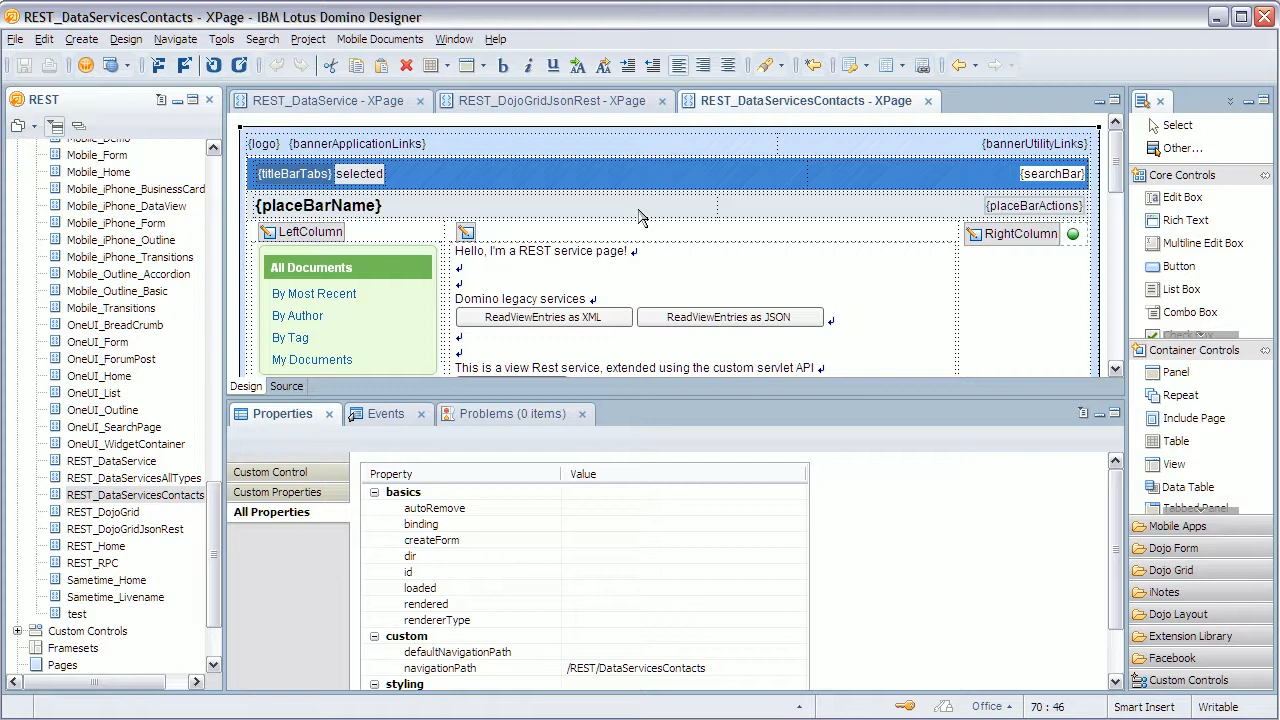 REST_DataServicesContacts - XPage - IBM Lotus Domino Designer
File Edit Create Design Navigate Tools Search Project Mobile Documents Window Help
REST
Mobile_Demo
Mobile_Form
Mobile_Home
Mobile_iPhone_BusinessCard
Mobile_iPhone_DataView
Mobile_iPhone_Form
Mobile_iPhone_Outline
Mobile_iPhone_Transitions
Mobile_Outline_Accordion
Mobile_Outline_Basic
Mobile_Transitions
OneUI_BreadCrumb
OneUI_Form
OneUI_ForumPost
OneUI_Home
OneUI_List
OneUI_Outline
OneUI_SearchPage
OneUI_WidgetContainer
REST_DataService
REST_DataServicesAllTypes
REST_DataServicesContacts
REST_DojoGrid
REST_DojoGridJsonRest
REST_Home
REST_RPC
Sametime_Home
Sametime_Livename
test
Custom Controls
Framesets
Pages
REST_DataService - XPage
REST_DojoGridJsonRest - XPage
REST_DataServicesContacts - XPage
{logo} {bannerApplicationLinks} {bannerUtilityLinks}
{titleBarTabs} selected {searchBar}
{placeBarName} {placeBarActions}
LeftColumn
All Documents
By Most Recent
By Author
By Tag
My Documents
Hello, I'm a REST service page!
Domino legacy services
ReadViewEntries as XML ReadViewEntries as JSON
This is a view Rest service, extended using the custom servlet API
RightColumn
Design Source
Properties Events Problems (0 items)
Custom Control
Custom Properties
All Properties
Property Value
basics
autoRemove
binding
createForm
dir
id
loaded
rendered
rendererType
custom
defaultNavigationPath
navigationPath /REST/DataServicesContacts
styling
Select
Other...
Core Controls
Edit Box
Rich Text
Multiline Edit Box
Button
List Box
Combo Box
Check Box
Container Controls
Panel
Repeat
Include Page
Table
View
Data Table
Tabbed Panel
Mobile Apps
Dojo Form
Dojo Grid
iNotes
Dojo Layout
Extension Library
Facebook
Custom Controls
Office 70 : 46 Smart Insert Writable